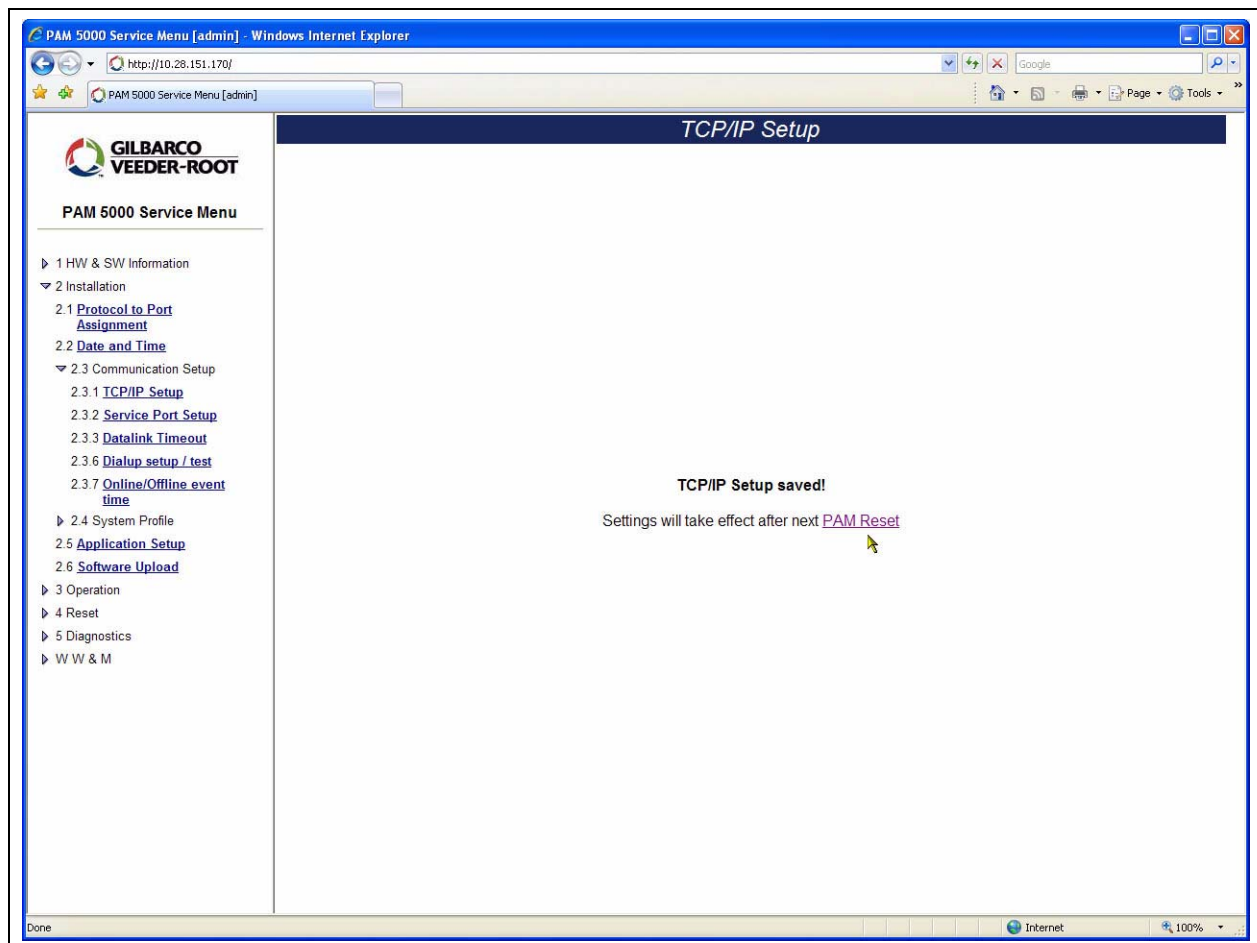 PAM 5000 Service Menu [admin] - Windows Internet Explorer
http://10.28.151.170/
Google
PAM 5000 Service Menu [admin]
Page
Tools
»
TCP/IP Setup
GILBARCO
VEEDER-ROOT
PAM 5000 Service Menu
1 HW & SW Information
2 Installation
2.1 Protocol to Port
Assignment
2.2 Date and Time
2.3 Communication Setup
2.3.1 TCP/IP Setup
2.3.2 Service Port Setup
2.3.3 Datalink Timeout
2.3.6 Dialup setup / test
2.3.7 Online/Offline event
time
2.4 System Profile
2.5 Application Setup
2.6 Software Upload
3 Operation
4 Reset
5 Diagnostics
W W & M
TCP/IP Setup saved!
Settings will take effect after next PAM Reset
Done
Internet
100%